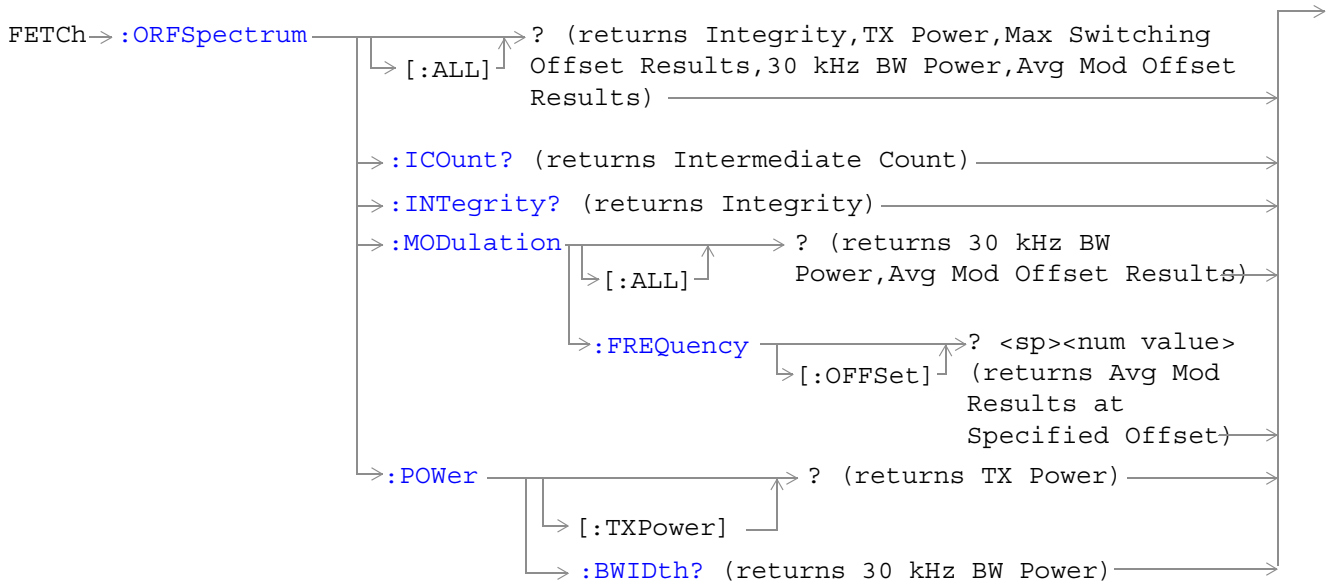 FETCh :ORFSpectrum ? (returns Integrity,TX Power,Max Switching
[:ALL] Offset Results,30 kHz BW Power,Avg Mod Offset
Results)
:ICOunt? (returns Intermediate Count)
:INTegrity? (returns Integrity)
:MODulation ? (returns 30 kHz BW
[:ALL] Power,Avg Mod Offset Results)
:FREQuency ? <sp><num value>
[:OFFSet] (returns Avg Mod
Results at
Specified Offset)
:POWer ? (returns TX Power)
[:TXPower]
:BWIDth? (returns 30 kHz BW Power)